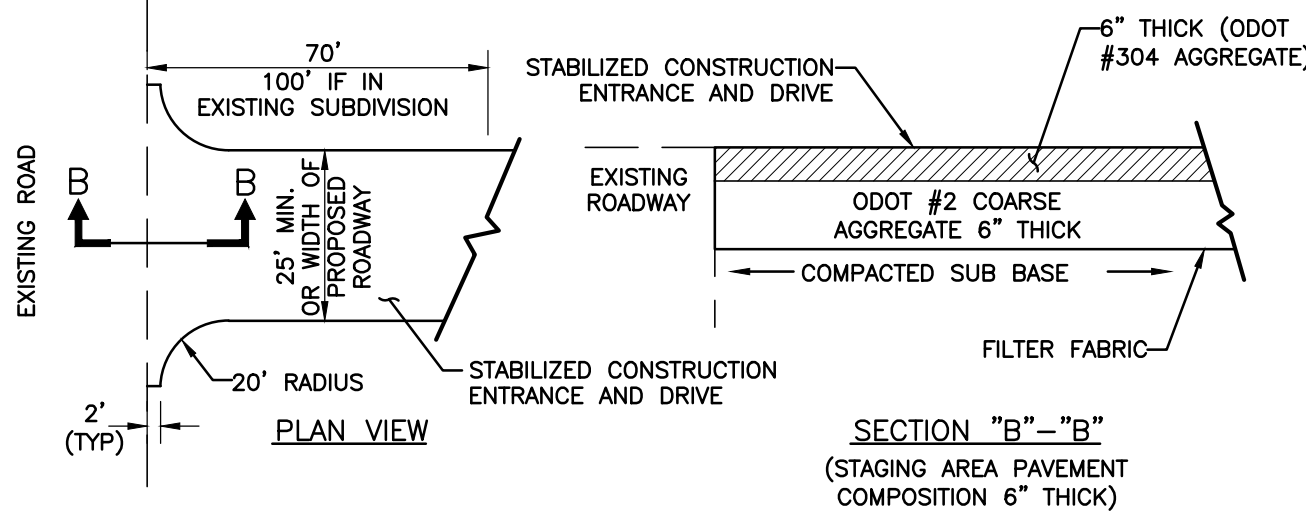 70'
100' IF IN
EXISTING SUBDIVISION
EXISTING ROAD
B
B
25' MIN.
OR WIDTH OF
PROPOSED
ROADWAY
20' RADIUS
2'
(TYP)
STABILIZED CONSTRUCTION
ENTRANCE AND DRIVE
PLAN VIEW
STABILIZED CONSTRUCTION
ENTRANCE AND DRIVE
6" THICK (ODOT
#304 AGGREGATE)
EXISTING
ROADWAY
ODOT #2 COARSE
AGGREGATE 6" THICK
COMPACTED SUB BASE
FILTER FABRIC
SECTION "B"-"B"
(STAGING AREA PAVEMENT
COMPOSITION 6" THICK)